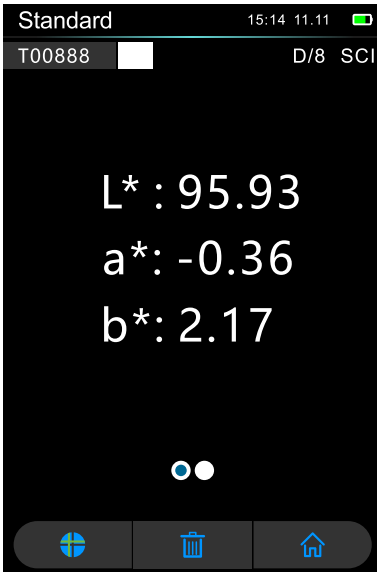 Standard 15:14 11.11
T00888 D/8 SCI
L* : 95.93
a*: -0.36
b*: 2.17